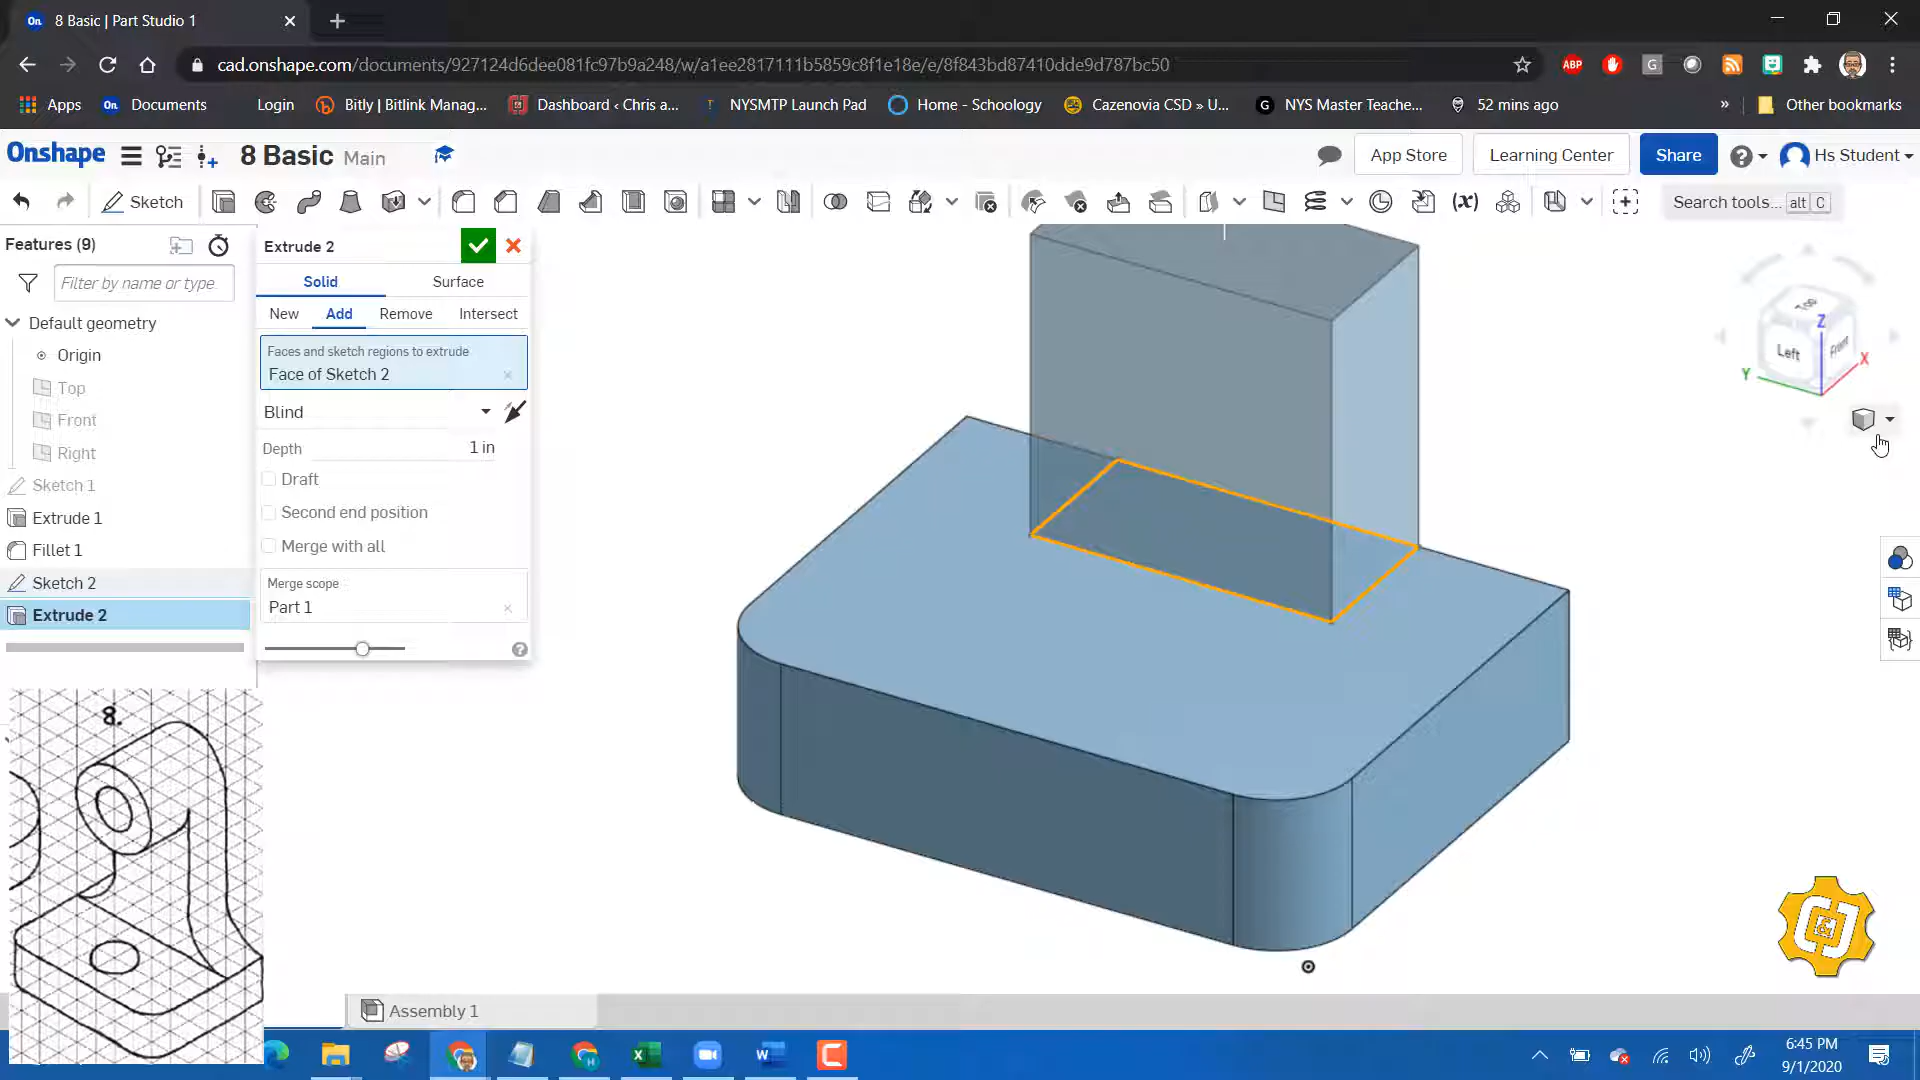 On 8 Basic | Part Studio 1
cad.onshape.com/documents/927124d6dee081fc97b9a248/w/a1ee2817111b5859c8f1e18e/e/8f843bd87410dde9d787bc50
ABP G
Apps On Documents Login Bitly | Bitlink Manag... Dashboard ‹ Chris a... NYSMTP Launch Pad Home - Schoology Cazenovia CSD » U... G NYS Master Teache... 52 mins ago » Other bookmarks
Onshape 8 Basic Main App Store Learning Center Share Hs Student
Sketch (x) Search tools... alt C
Features (9)
Filter by name or type
Default geometry
Origin
Top
Front
Right
Sketch 1
Extrude 1
Fillet 1
Sketch 2
Extrude 2
Extrude 2
Solid Surface
New Add Remove Intersect
Faces and sketch regions to extrude
Face of Sketch 2
Blind
Depth 1 in
Draft
Second end position
Merge with all
Merge scope
Part 1
Z
Left Front X
Y
8.
Assembly 1
6:45 PM
9/1/2020